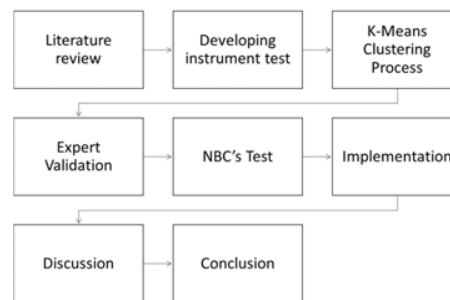 Literature
review
Developing
instrument test
K-Means
Clustering
Process
Expert
Validation
NBC's Test
Implementation
Discussion
Conclusion